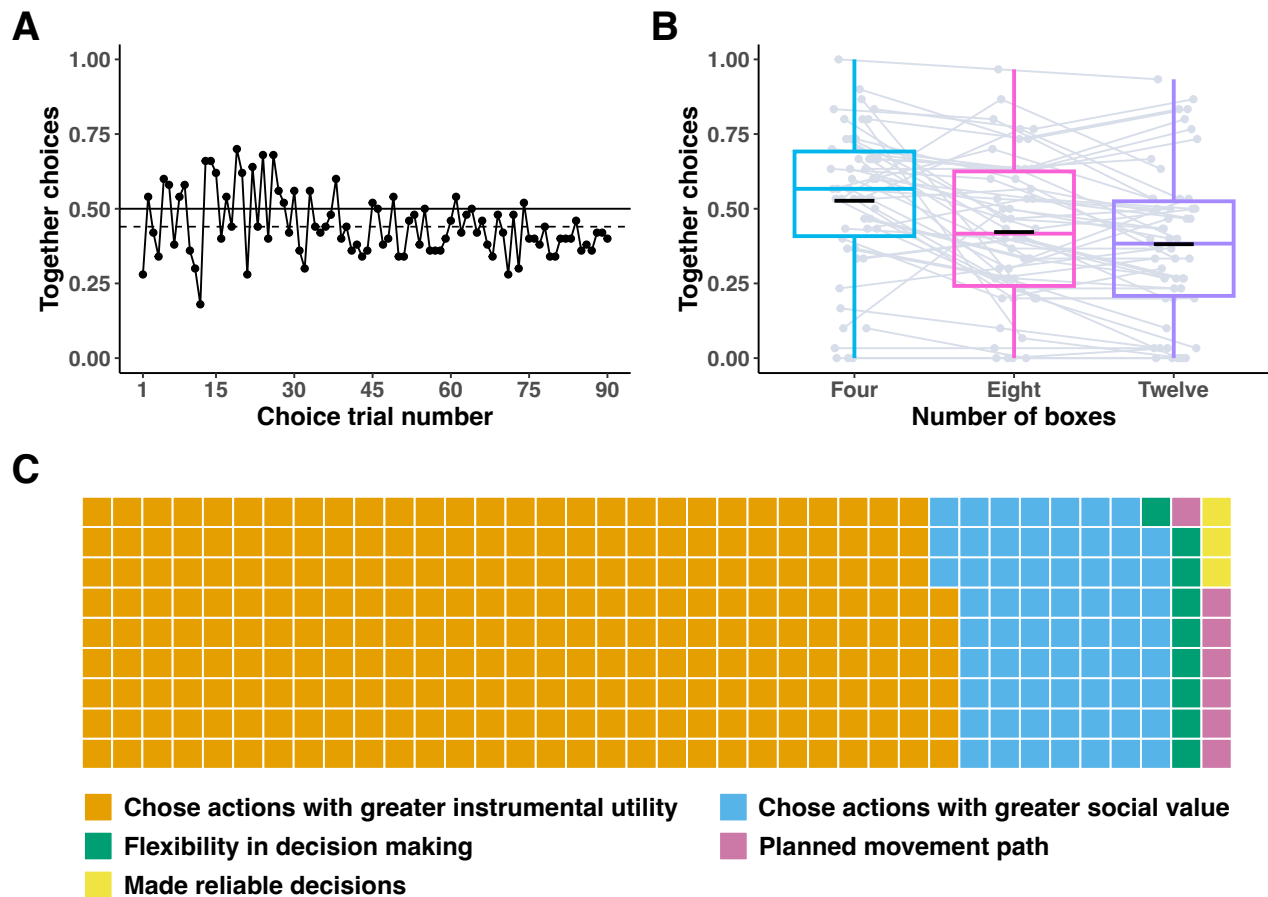 A
B
1.00
0.75
0.50
0.25
0.00
Together choices
1 15 30 45 60 75 90
Choice trial number
1.00
0.75
0.50
0.25
0.00
Together choices
Four Eight Twelve
Number of boxes
C
Chose actions with greater instrumental utility
Chose actions with greater social value
Flexibility in decision making
Planned movement path
Made reliable decisions